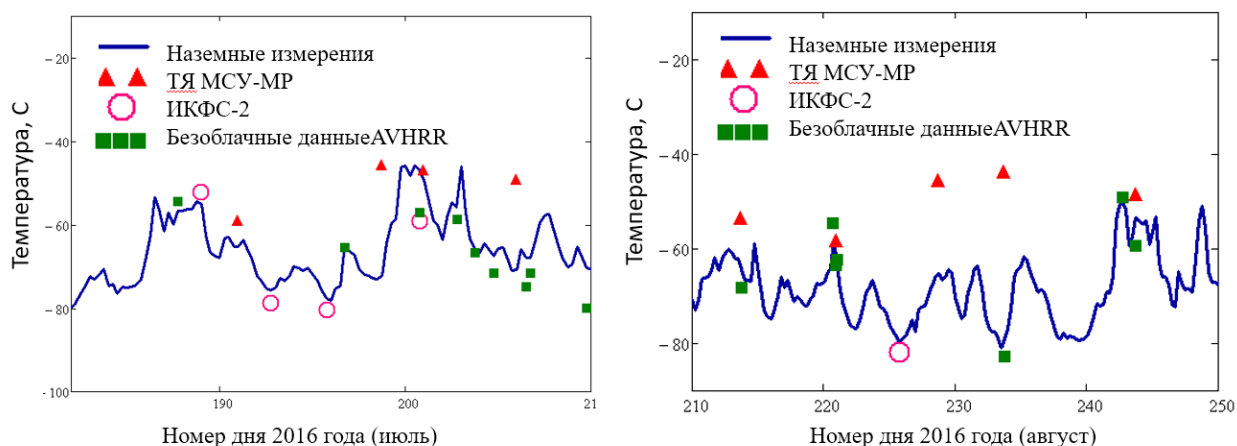 −20
−40
−60
−80
-100
190
200
21
Температура, С
Номер дня 2016 года (июль)
Наземные измерения
ТЯ МСУ-МР
ИКФС-2
Безоблачные данныеAVHRR
−20
−40
−60
−80
210
220
230
240
250
Температура, С
Номер дня 2016 года (август)
Наземные измерения
ТЯ МСУ-МР
ИКФС-2
Безоблачные данныеAVHRR